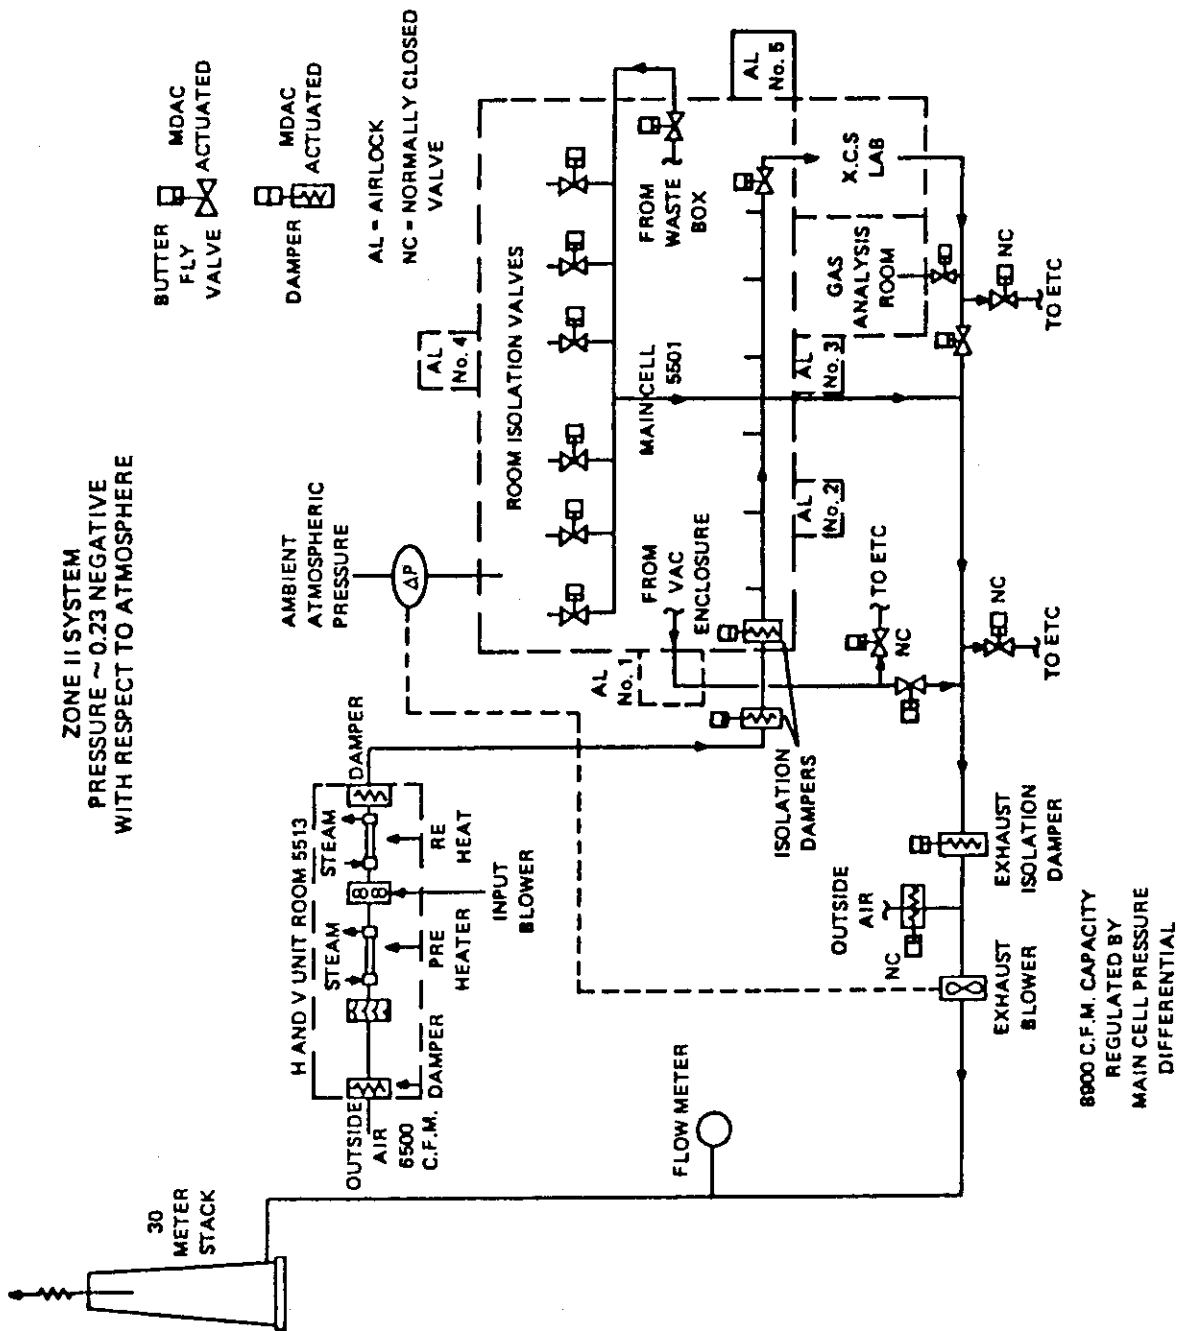 ZONE II SYSTEM
PRESSURE ~ 0.23 NEGATIVE
WITH RESPECT TO ATMOSPHERE
BUTTER
FLY
VALVE
MDAC
ACTUATED
DAMPER
MDAC
ACTUATED
AL = AIRLOCK
NC = NORMALLY CLOSED
VALVE
30
METER
STACK
H AND V UNIT ROOM 5513
OUTSIDE
AIR
6500
C.F.M.
DAMPER
STEAM
PRE
HEATER
INPUT
BLOWER
STEAM
RE
HEAT
DAMPER
AMBIENT
ATMOSPHERIC
PRESSURE
ΔP
AL
No. 4
ROOM ISOLATION VALVES
AL
No. 1
FROM
VAC
ENCLOSURE
MAIN CELL
5501
FROM
WASTE
BOX
AL
No. 5
ISOLATION
DAMPERS
AL
No. 2
AL
No. 3
GAS
ANALYSIS
ROOM
X.C.S
LAB
TO ETC
NC
FLOW METER
OUTSIDE
AIR
NC
EXHAUST
BLOWER
EXHAUST
ISOLATION
DAMPER
NC
TO ETC
NC
TO ETC
8900 C.F.M. CAPACITY
REGULATED BY
MAIN CELL PRESSURE
DIFFERENTIAL